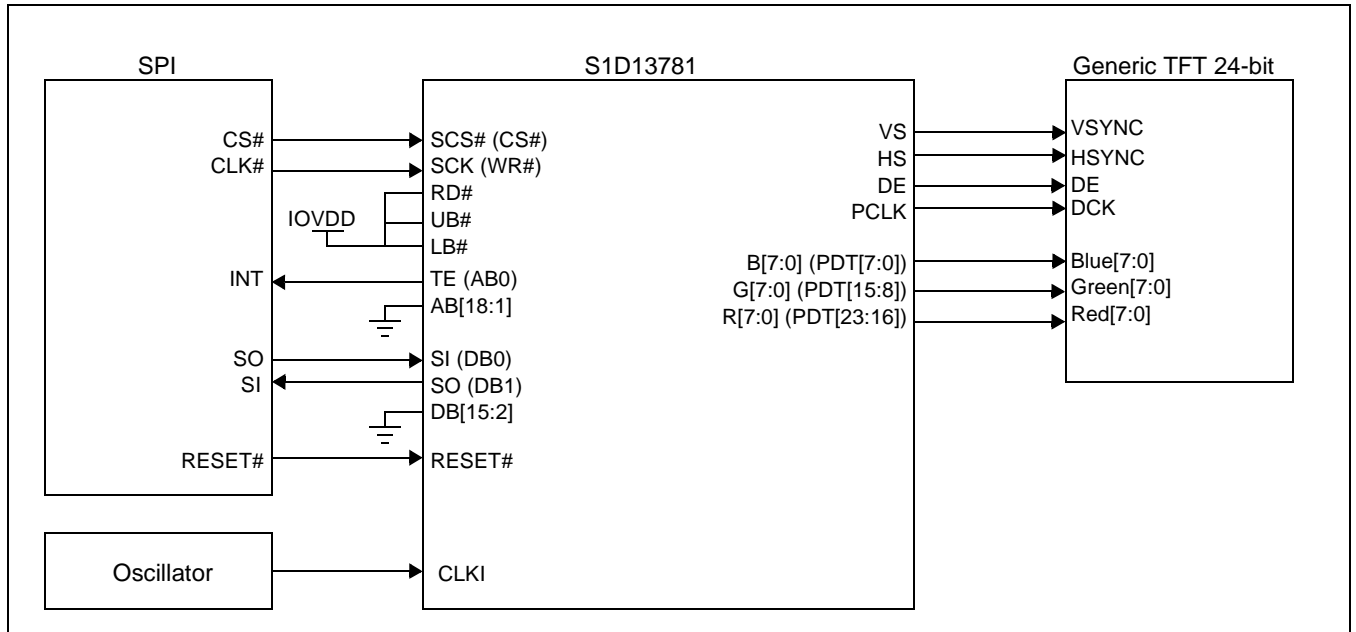 SPI
S1D13781
Generic TFT 24-bit
CS#
CLK#
INT
SO
SI
RESET#
IOVDD
SCS# (CS#)
SCK (WR#)
RD#
UB#
LB#
TE (AB0)
AB[18:1]
SI (DB0)
SO (DB1)
DB[15:2]
RESET#
CLKI
VS
HS
DE
PCLK
B[7:0] (PDT[7:0])
G[7:0] (PDT[15:8])
R[7:0] (PDT[23:16])
VSYNC
HSYNC
DE
DCK
Blue[7:0]
Green[7:0]
Red[7:0]
Oscillator